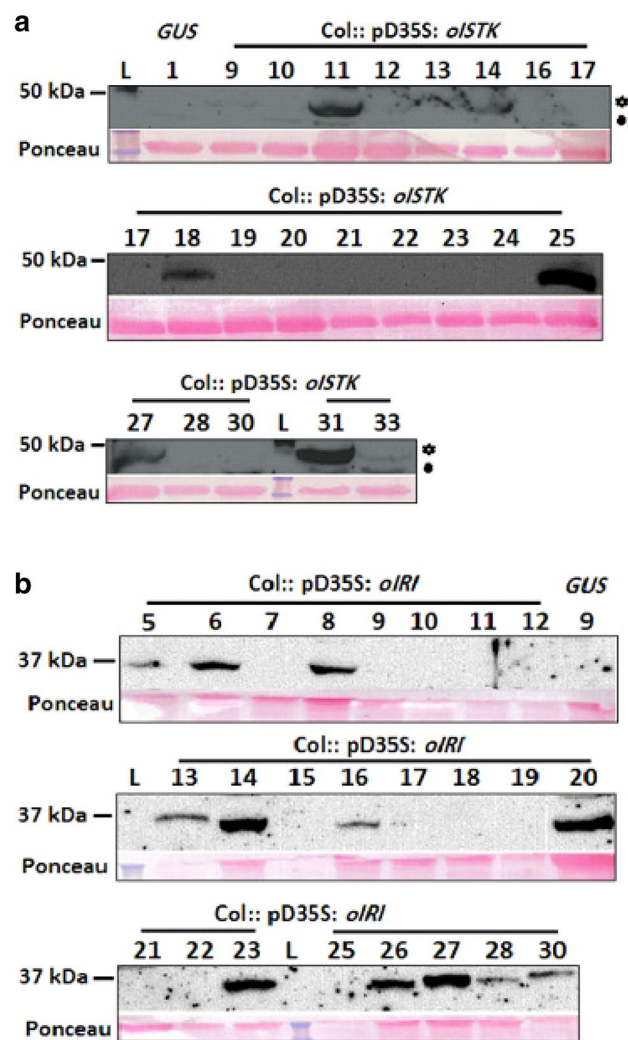 a
GUS Col:: pD35S: olSTK
L 1 9 10 11 12 13 14 16 17
50 kDa
Ponceau
Col:: pD35S: olSTK
17 18 19 20 21 22 23 24 25
50 kDa
Ponceau
Col:: pD35S: olSTK
27 28 30 L 31 33
50 kDa
Ponceau
b
Col:: pD35S: olRI GUS
5 6 7 8 9 10 11 12 9
37 kDa
Ponceau
Col:: pD35S: olRI
L 13 14 15 16 17 18 19 20
37 kDa
Ponceau
Col:: pD35S: olRI
21 22 23 L 25 26 27 28 30
37 kDa
Ponceau